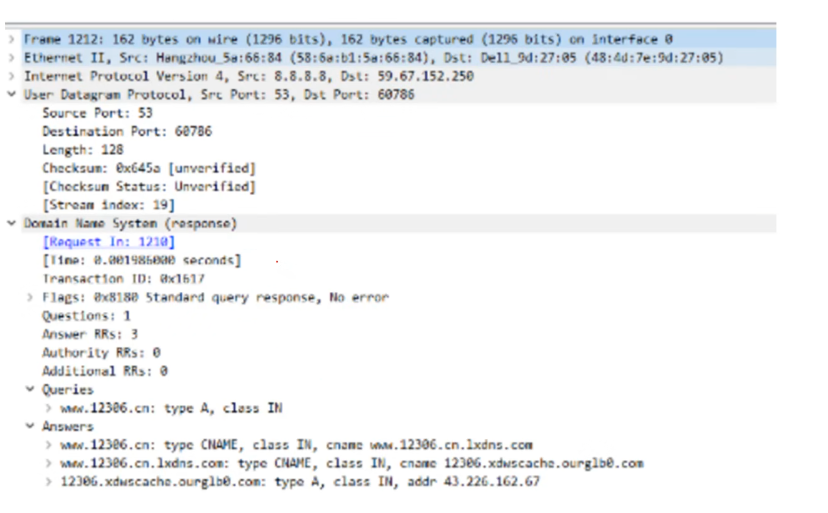 Frame 1212: 162 bytes on wire (1296 bits), 162 bytes captured (1296 bits) on interface 0
Ethernet II, Src: Hangzhou_5a:66:84 (58:6a:b1:5a:66:84), Dst: Dell_9d:27:05 (48:4d:7e:9d:27:05)
Internet Protocol Version 4, Src: 8.8.8.8, Dst: 59.67.152.250
User Datagram Protocol, Src Port: 53, Dst Port: 60786
Source Port: 53
Destination Port: 60786
Length: 128
Checksum: 0x645a [unverified]
[Checksum Status: Unverified]
[Stream index: 19]
Domain Name System (response)
[Request In: 1210]
[Time: 0.001986000 seconds]
Transaction ID: 0x1617
Flags: 0x8180 Standard query response, No error
Questions: 1
Answer RRs: 3
Authority RRs: 0
Additional RRs: 0
Queries
www.12306.cn: type A, class IN
Answers
www.12306.cn: type CNAME, class IN, cname www.12306.cn.lxdns.com
www.12306.cn.lxdns.com: type CNAME, class IN, cname 12306.xdwscache.ourglb0.com
12306.xdwscache.ourglb0.com: type A, class IN, addr 43.226.162.67